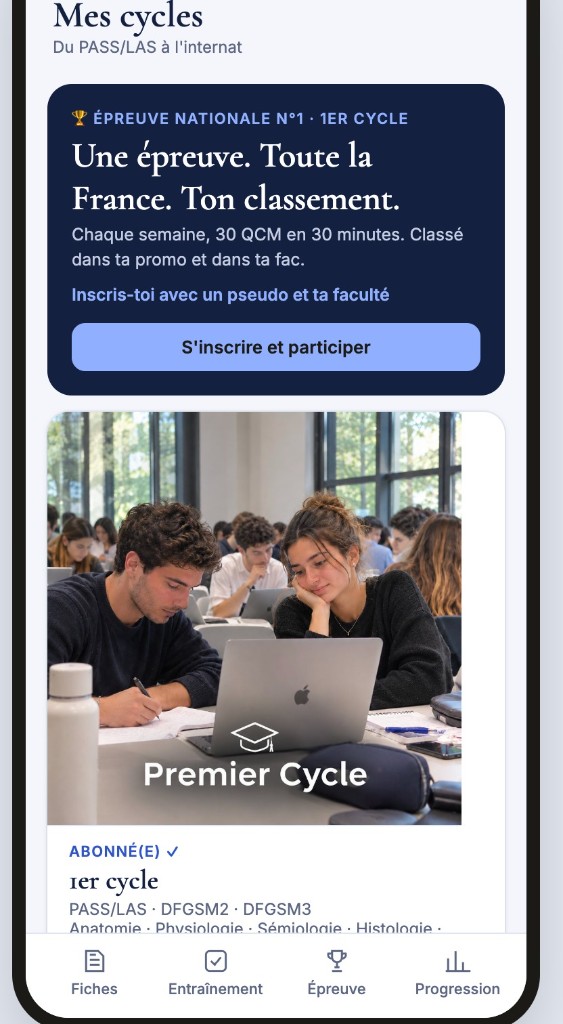 Mes cycles
Du PASS/LAS à l'internat
🏆 ÉPREUVE NATIONALE N°1 · 1ER CYCLE
Une épreuve. Toute la
France. Ton classement.
Chaque semaine, 30 QCM en 30 minutes. Classé
dans ta promo et dans ta fac.
Inscris-toi avec un pseudo et ta faculté
S'inscrire et participer
Premier Cycle
ABONNÉ(E) ✓
1er cycle
PASS/LAS · DFGSM2 · DFGSM3
Anatomie · Physiologie · Sémiologie · Histologie ·
Fiches
Entraînement
Épreuve
Progression